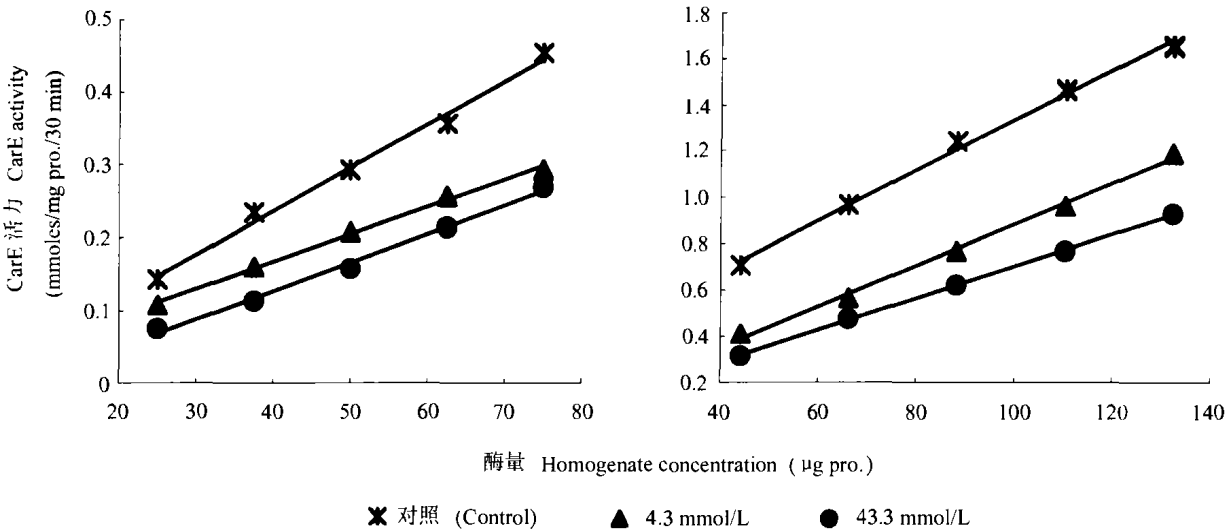 0.5
0.4
0.3
0.2
0.1
0
20 30 40 50 60 70 80
1.8
1.6
1.4
1.2
1.0
0.8
0.6
0.4
0.2
40 60 80 100 120 140
CarE 活力 CarE activity
(mmoles/mg pro./30 min)
酶量 Homogenate concentration (μg pro.)
对照 (Control) 4.3 mmol/L 43.3 mmol/L